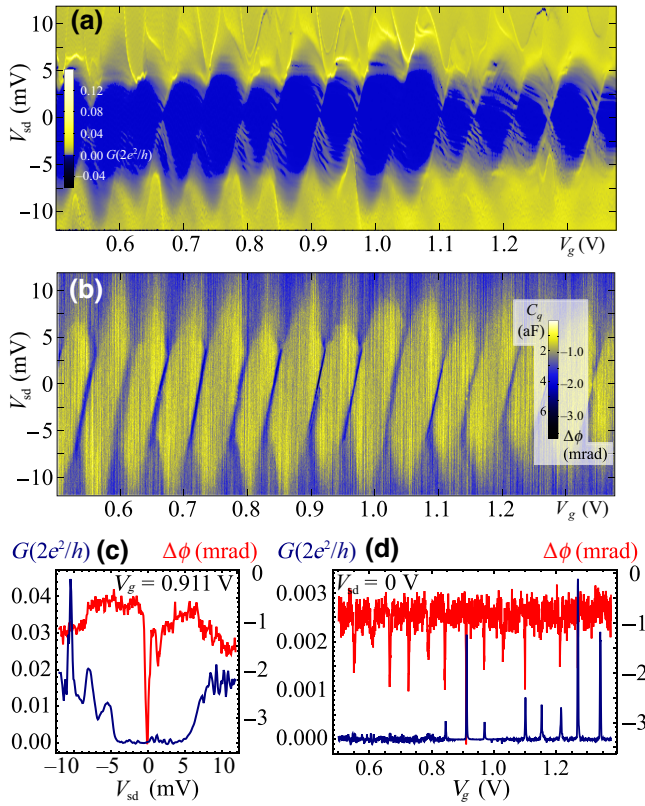 (a)
10
5
0
−5
−10
V_sd (mV)
0.12
0.08
0.04
0.00 G(2e²/h)
−0.04
0.6 0.7 0.8 0.9 1.0 1.1 1.2 V_g (V)
(b)
10
5
0
−5
−10
V_sd (mV)
C_q
(aF)
2 −1.0
4 −2.0
6 −3.0
Δϕ
(mrad)
0.6 0.7 0.8 0.9 1.0 1.1 1.2 V_g (V)
G(2e²/h) (c) Δϕ (mrad)
V_g = 0.911 V
0.04
0.03
0.02
0.01
0.00
0
−1
−2
−3
−10 −5 0 5 10
V_sd (mV)
G(2e²/h) (d) Δϕ (mrad)
V_sd = 0 V
0.003
0.002
0.001
0.000
0
−1
−2
−3
0.6 0.8 1.0 1.2
V_g (V)